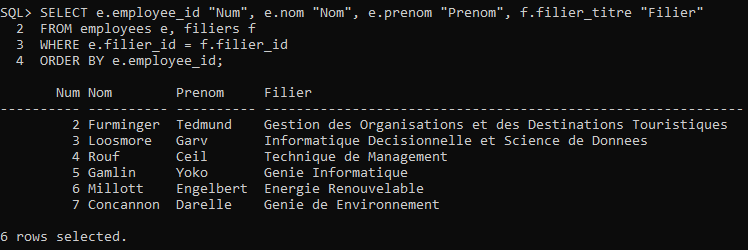 SQL> SELECT e.employee_id "Num", e.nom "Nom", e.prenom "Prenom", f.filier_titre "Filier"
  2  FROM employees e, filiers f
  3  WHERE e.filier_id = f.filier_id
  4  ORDER BY e.employee_id;
       Num Nom        Prenom     Filier
---------- ---------- ---------- ------------------------------------------------------------
         2 Furminger  Tedmund    Gestion des Organisations et des Destinations Touristiques
         3 Loosmore   Garv       Informatique Decisionnelle et Science de Donnees
         4 Rouf       Ceil       Technique de Management
         5 Gamlin     Yoko       Genie Informatique
         6 Millott    Engelbert  Energie Renouvelable
         7 Concannon  Darelle    Genie de Environnement
6 rows selected.